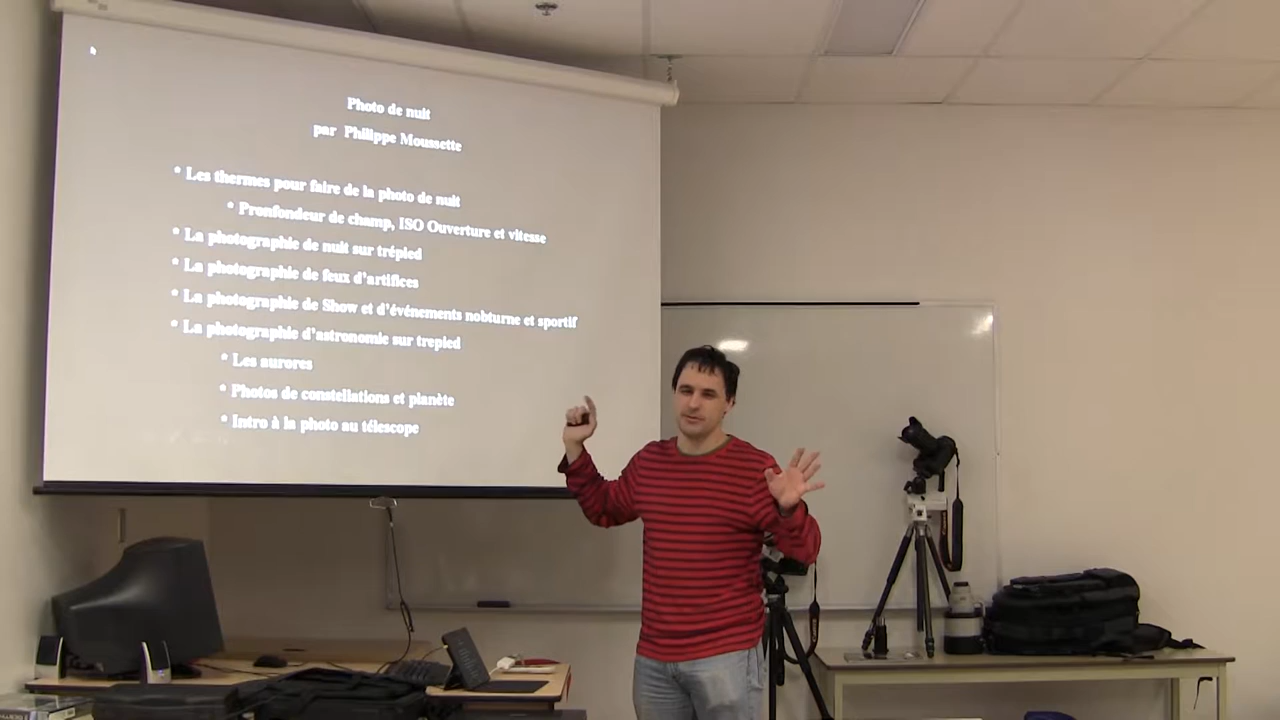 Photo de nuit
par Philippe Moussette
* Les thermes pour faire de la photo de nuit
* Pronfondeur de champ, ISO Ouverture et vitesse
* La photographie de nuit sur trépied
* La photographie de feux d'artifices
* La photographie de Show et d'événements nobturne et sportif
* La photographie d'astronomie sur trepied
* Les aurores
* Photos de constellations et planète
* Intro à la photo au télescope